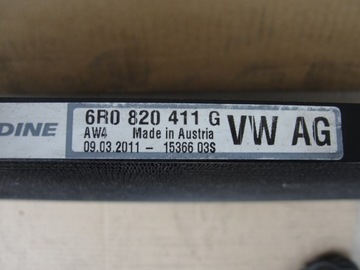 DINE
6R0 820 411 G
AW4 Made in Austria
09.03.2011 – 15366 03S
VW AG